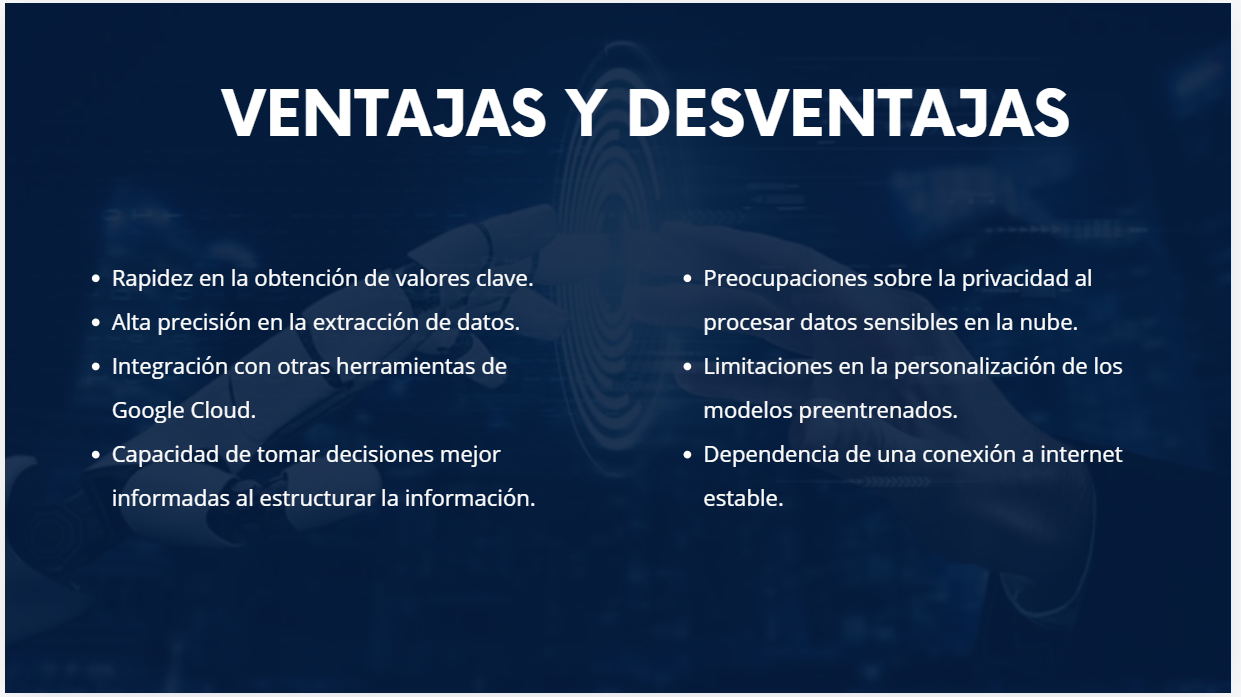 VENTAJAS Y DESVENTAJAS
• Rapidez en la obtención de valores clave.
• Alta precisión en la extracción de datos.
• Integración con otras herramientas de
Google Cloud.
• Capacidad de tomar decisiones mejor
informadas al estructurar la información.
• Preocupaciones sobre la privacidad al
procesar datos sensibles en la nube.
• Limitaciones en la personalización de los
modelos preentrenados.
• Dependencia de una conexión a internet
estable.